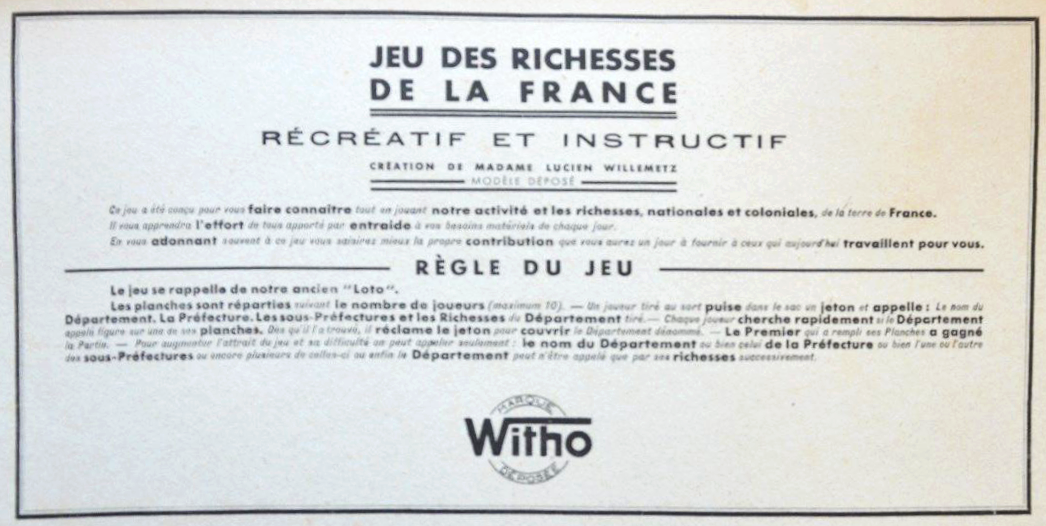 JEU DES RICHESSES
DE LA FRANCE
RÉCRÉATIF ET INSTRUCTIF
CRÉATION DE MADAME LUCIEN WILLEMETZ
MODÈLE DÉPOSÉ
Ce jeu a été conçu pour vous faire connaître tout en jouant notre activité et les richesses, nationales et coloniales, de la terre de France.
Il vous apprendra l'effort de tous apporté par entraide à vos besoins matériels de chaque jour.
En vous adonnant souvent à ce jeu vous saisirez mieux la propre contribution que vous aurez un jour à fournir à ceux qui aujourd'hui travaillent pour vous.
RÈGLE DU JEU
Le jeu se rappelle de notre ancien "Loto".
Les planches sont réparties suivant le nombre de joueurs (maximum 10). — Un joueur tiré au sort puise dans le sac un jeton et appelle : Le nom du
Département. La Préfecture. Les sous-Préfectures et les Richesses du Département tiré. — Chaque joueur cherche rapidement si le Département
appelé figure sur une de ses planches. Dès qu'il l'a trouvé, il réclame le jeton pour couvrir le Département dénommé. — Le Premier qui a rempli ses Planches a gagné
la Partie. — Pour augmenter l'attrait du jeu et sa difficulté on peut appeler seulement : le nom du Département ou bien celui de la Préfecture ou bien l'une ou l'autre
des sous-Préfectures ou encore plusieurs de celles-ci ou enfin le Département peut n'être appelé que par ses richesses successivement.
MARQUE
Witho
DÉPOSÉE